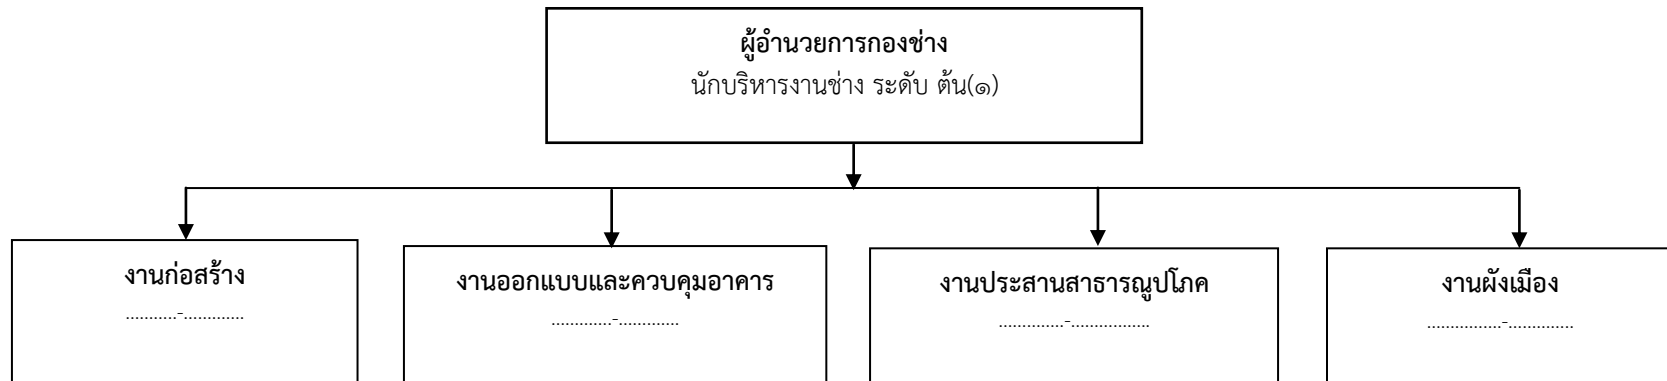 ผู้อำนวยการกองช่าง
นักบริหารงานช่าง ระดับ ต้น(๑)
งานก่อสร้าง
...........-.............
งานออกแบบและควบคุมอาคาร
.............-.............
งานประสานสาธารณูปโภค
..............-.................
งานผังเมือง
................-..............